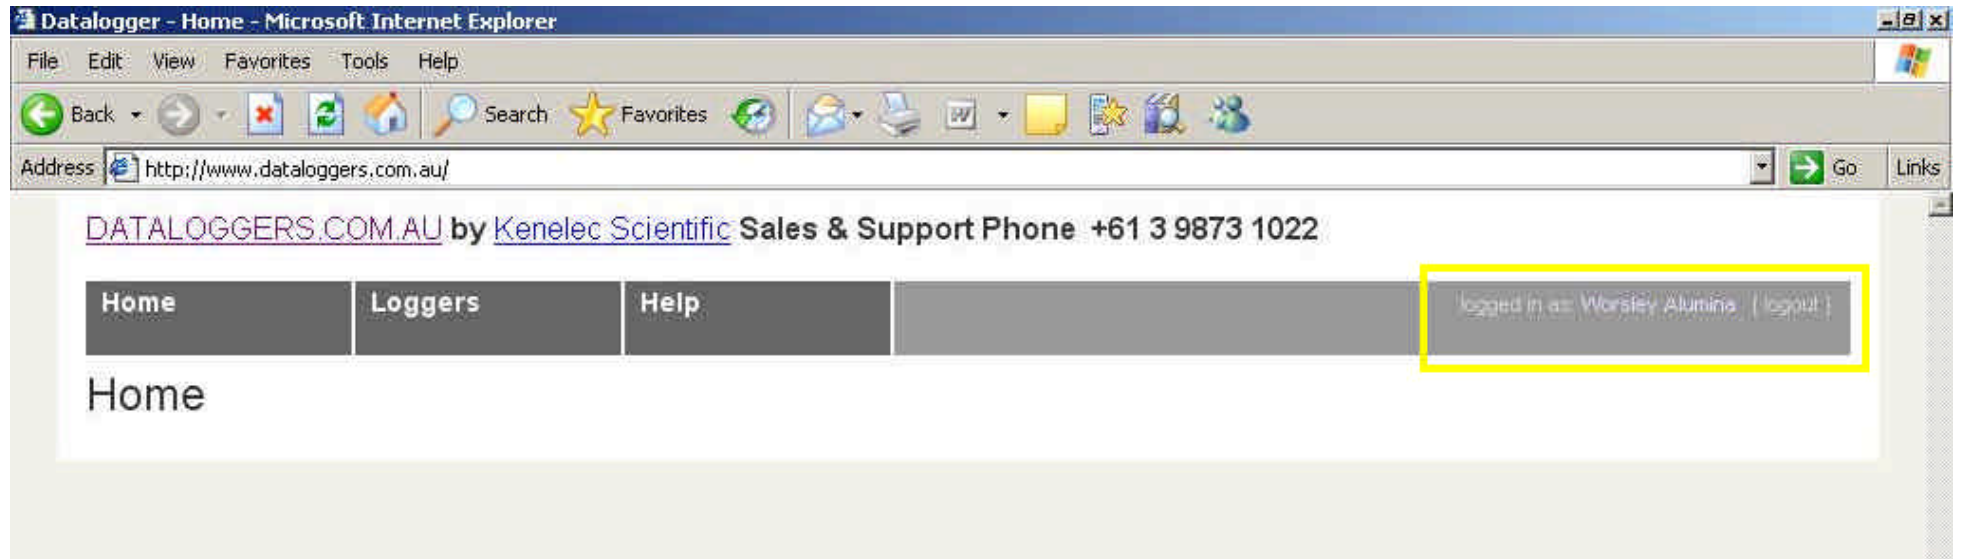 Datalogger - Home - Microsoft Internet Explorer
File Edit View Favorites Tools Help
Back Search Favorites
Address http://www.dataloggers.com.au/ Go Links
DATALOGGERS.COM.AU by Kenelec Scientific Sales & Support Phone +61 3 9873 1022
Home Loggers Help logged in as: Worsley Alumina [ logout ]
Home